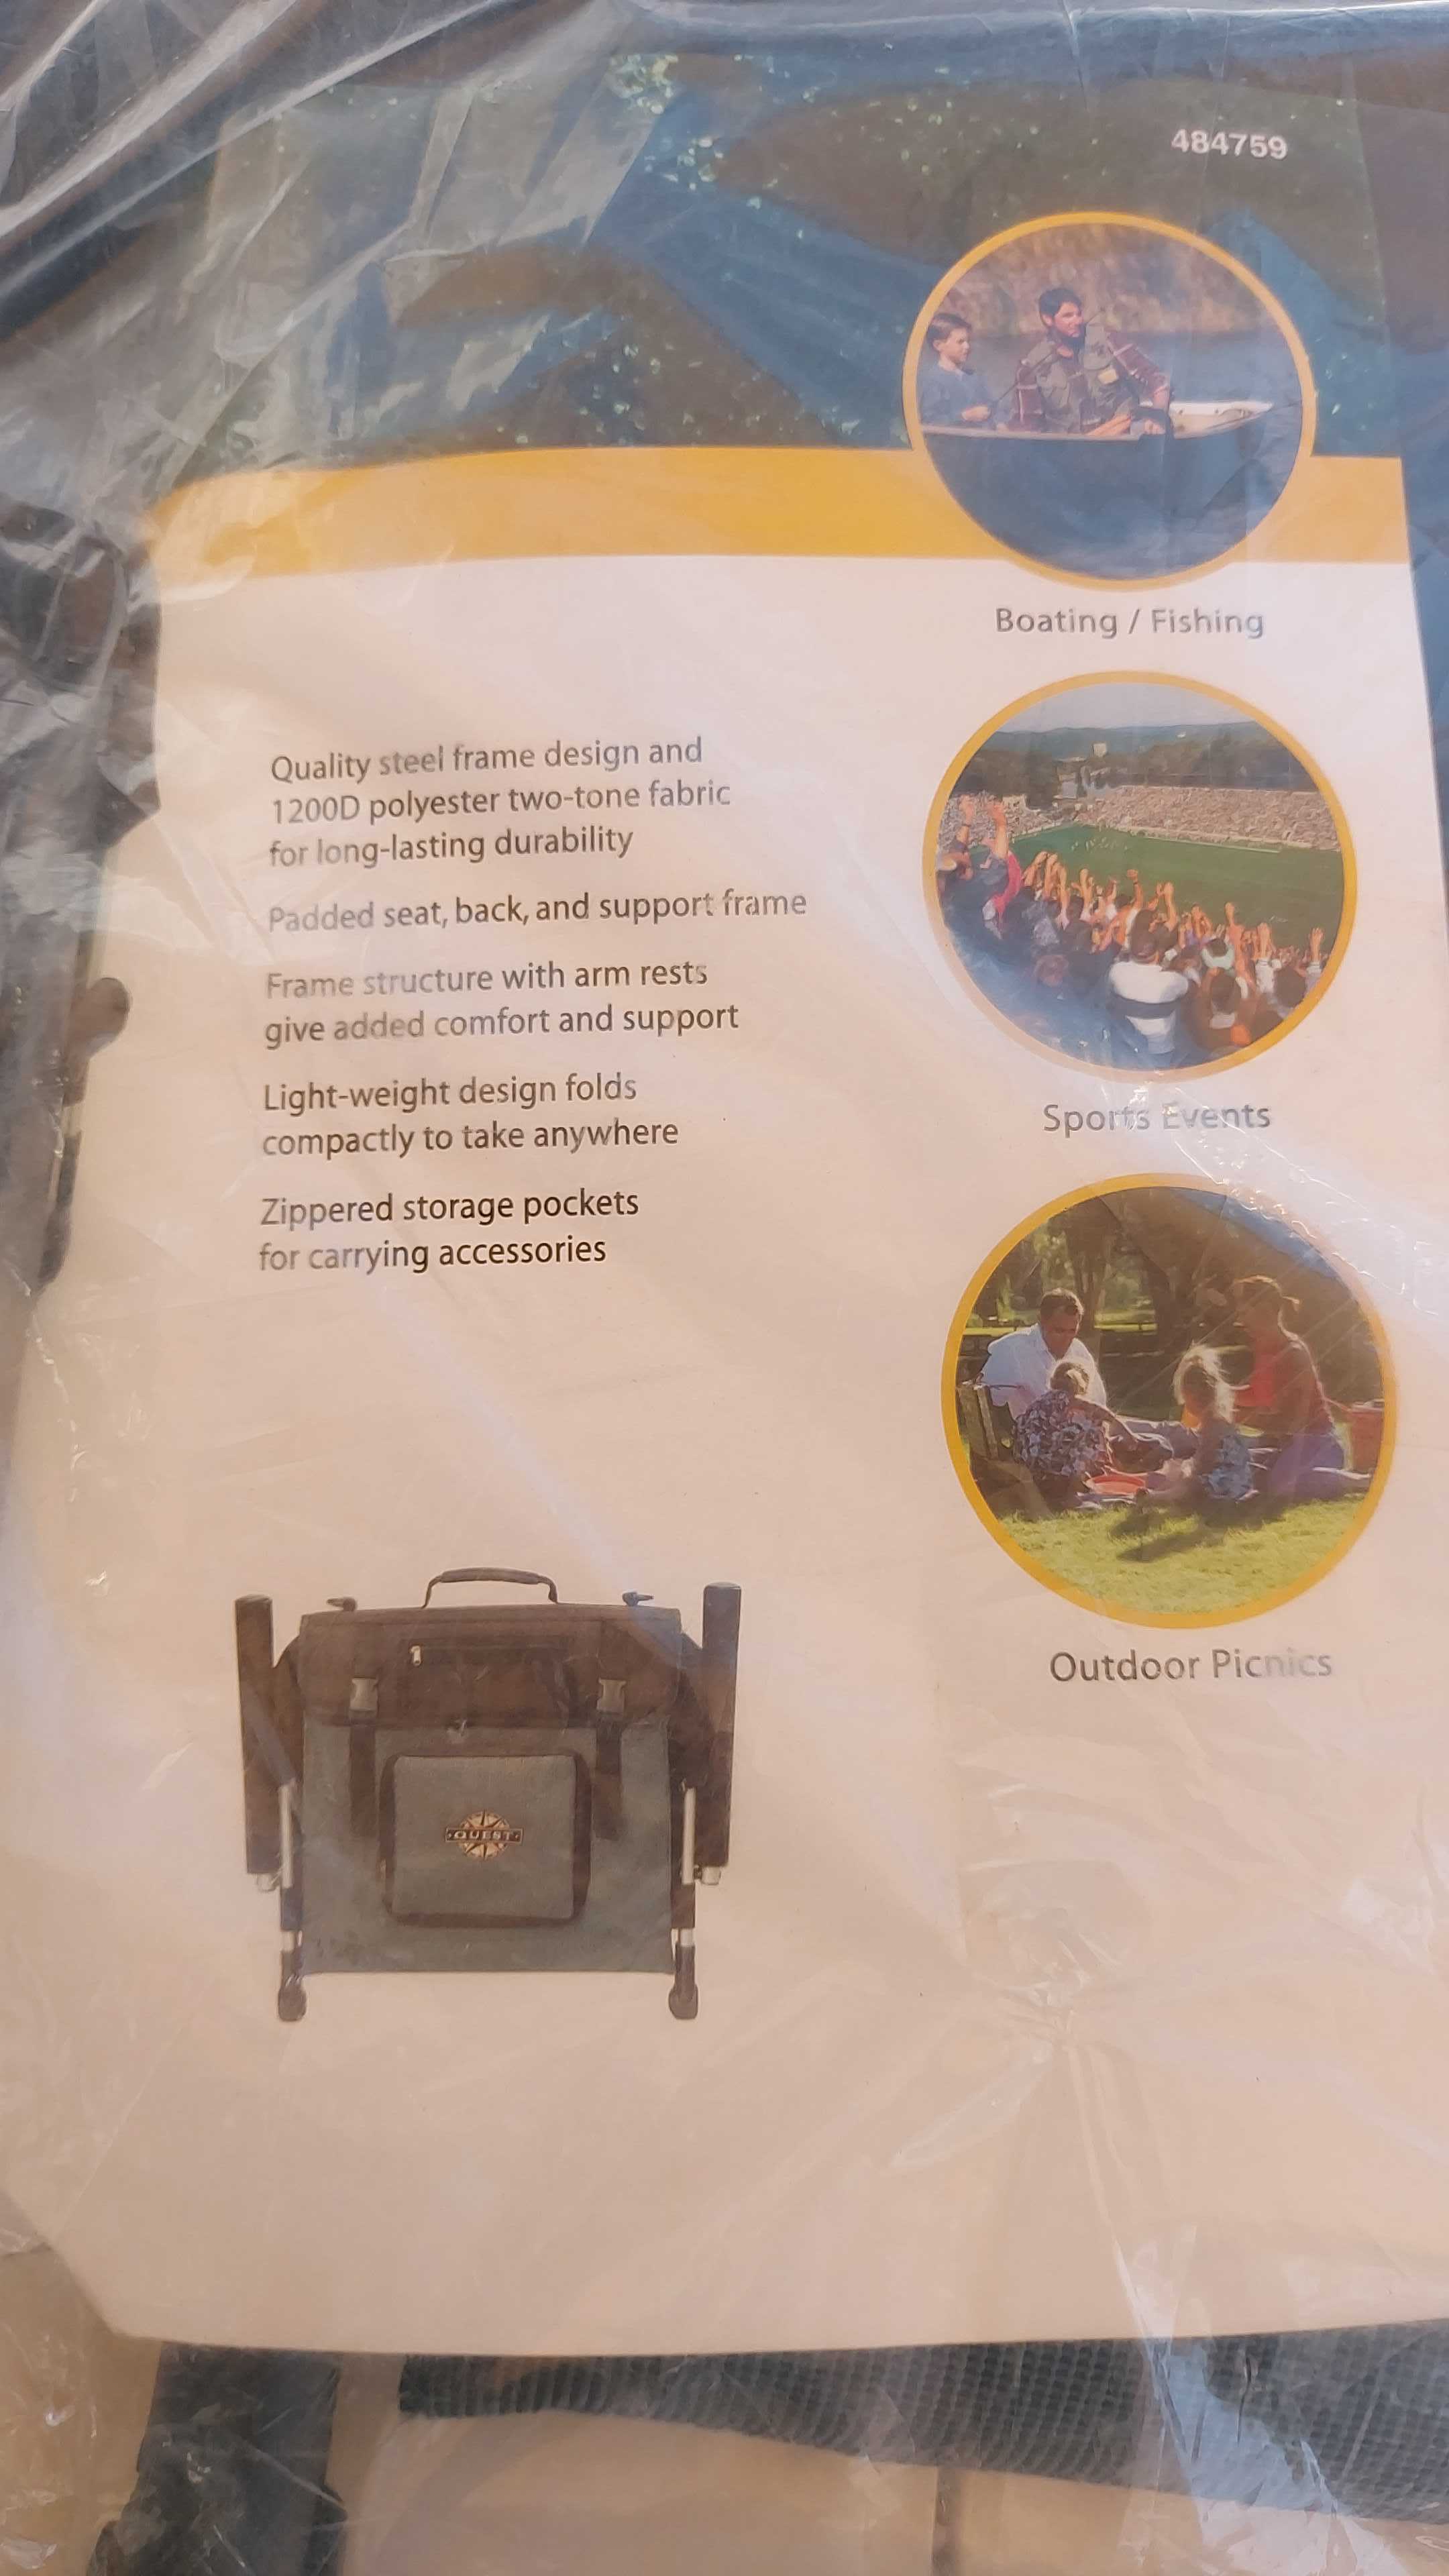 484759
Boating / Fishing
Quality steel frame design and
1200D polyester two-tone fabric
for long-lasting durability
Padded seat, back, and support frame
Frame structure with arm rests
give added comfort and support
Light-weight design folds
compactly to take anywhere
Zippered storage pockets
for carrying accessories
Sports Events
Outdoor Picnics
QUEST